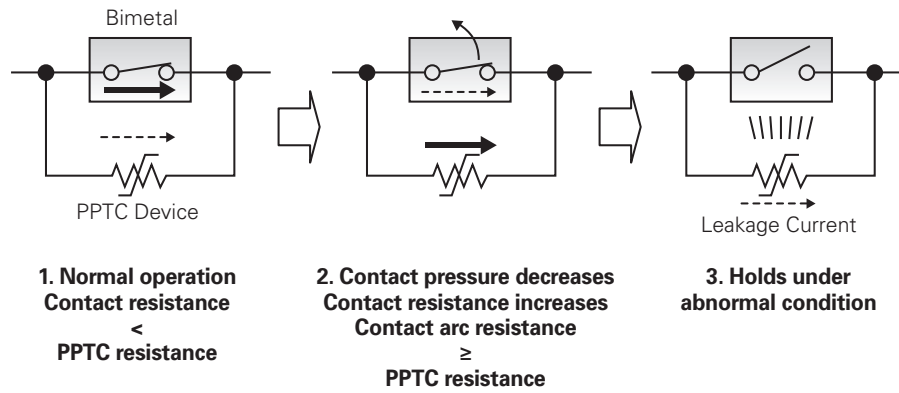 Bimetal
PPTC Device
Leakage Current
1. Normal operation
Contact resistance
<
PPTC resistance
2. Contact pressure decreases
Contact resistance increases
Contact arc resistance
≥
PPTC resistance
3. Holds under
abnormal condition